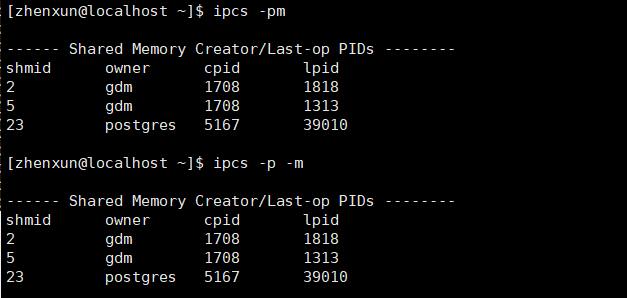 [zhenxun@localhost ~]$ ipcs -pm
------ Shared Memory Creator/Last-op PIDs --------
shmid      owner      cpid       lpid
2          gdm        1708       1818
5          gdm        1708       1313
23         postgres   5167       39010
[zhenxun@localhost ~]$ ipcs -p -m
------ Shared Memory Creator/Last-op PIDs --------
shmid      owner      cpid       lpid
2          gdm        1708       1818
5          gdm        1708       1313
23         postgres   5167       39010